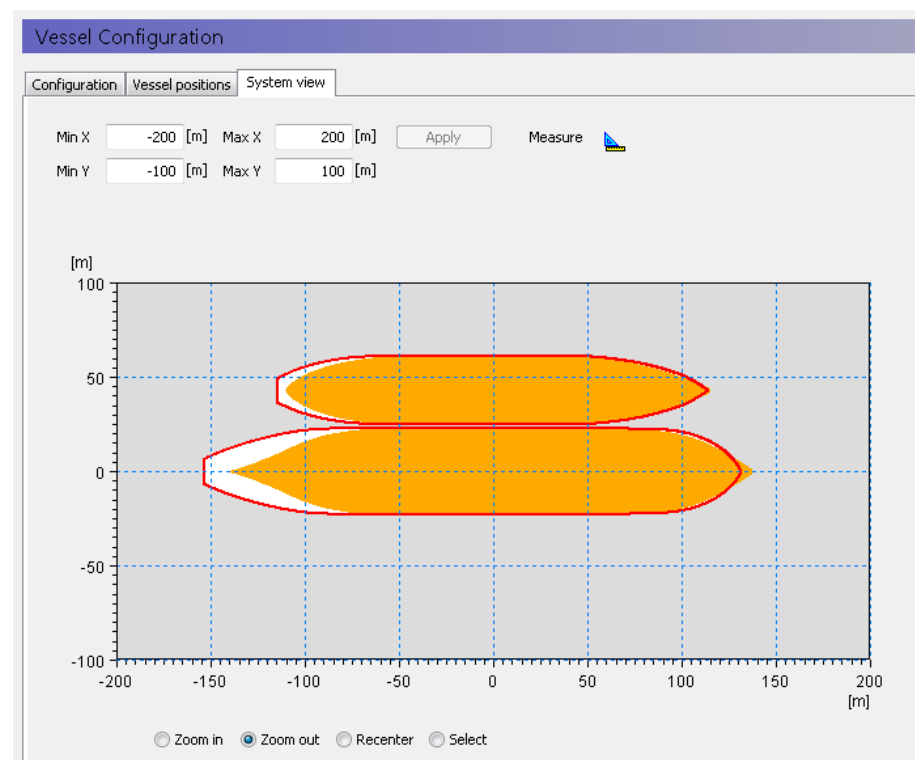 Vessel Configuration
Configuration Vessel positions System view
Min X -200 [m] Max X 200 [m] Apply Measure
Min Y -100 [m] Max Y 100 [m]
[m]
100
50
0
-50
-100
-200 -150 -100 -50 0 50 100 150 200
[m]
Zoom in Zoom out Recenter Select